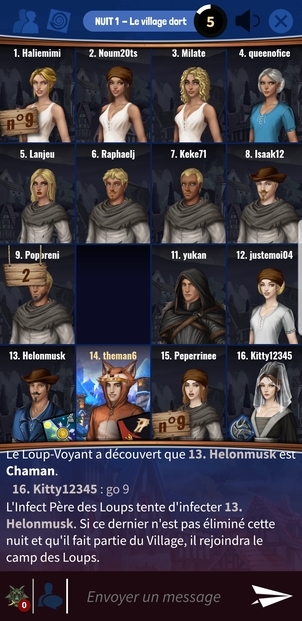 NUIT 1 – Le village dort
5
1. Haliemimi
2. Noum20ts
3. Milate
4. queenofice
n°9
5. Lanjeu
6. Raphaelj
7. Keke71
8. Isaak12
9. Poporeni
11. yukan
12. justemoi04
2
13. Helonmusk
14. theman6
15. Peperrinee
16. Kitty12345
n°9
Le Loup-Voyant a découvert que 13. Helonmusk est
Chaman.
16. Kitty12345 : go 9
L'Infect Père des Loups tente d'infecter 13.
Helonmusk. Si ce dernier n'est pas éliminé cette
nuit et qu'il fait partie du Village, il rejoindra le
camp des Loups.
0
Envoyer un message